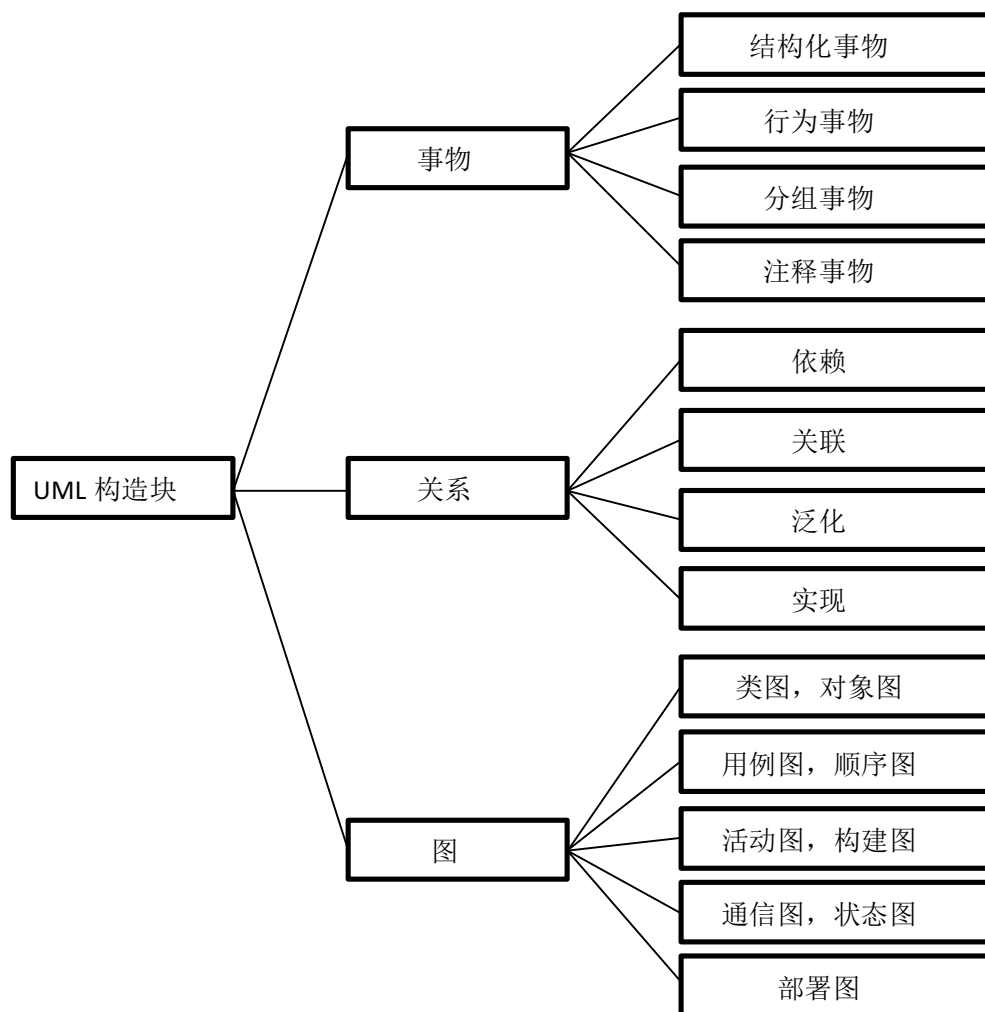 结构化事物
行为事物
事物
分组事物
注释事物
依赖
关联
UML 构造块
关系
泛化
实现
类图，对象图
用例图，顺序图
活动图，构建图
图
通信图，状态图
部署图